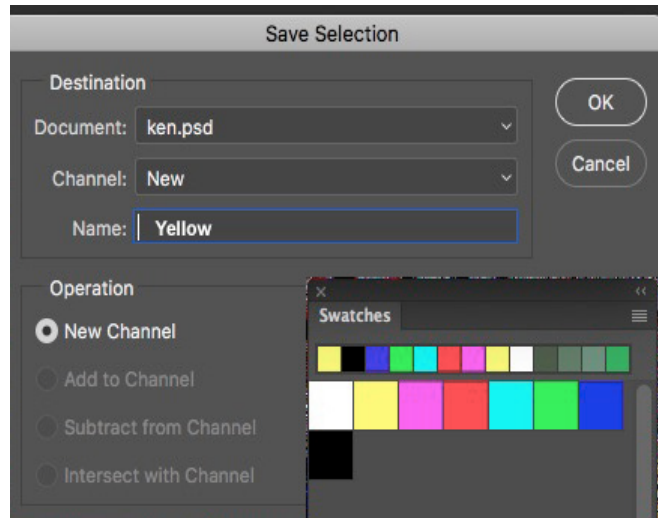 Save Selection
Destination
OK
Document: ken.psd
Cancel
Channel: New
Name: Yellow
Operation
Swatches
New Channel
Add to Channel
Subtract from Channel
Intersect with Channel